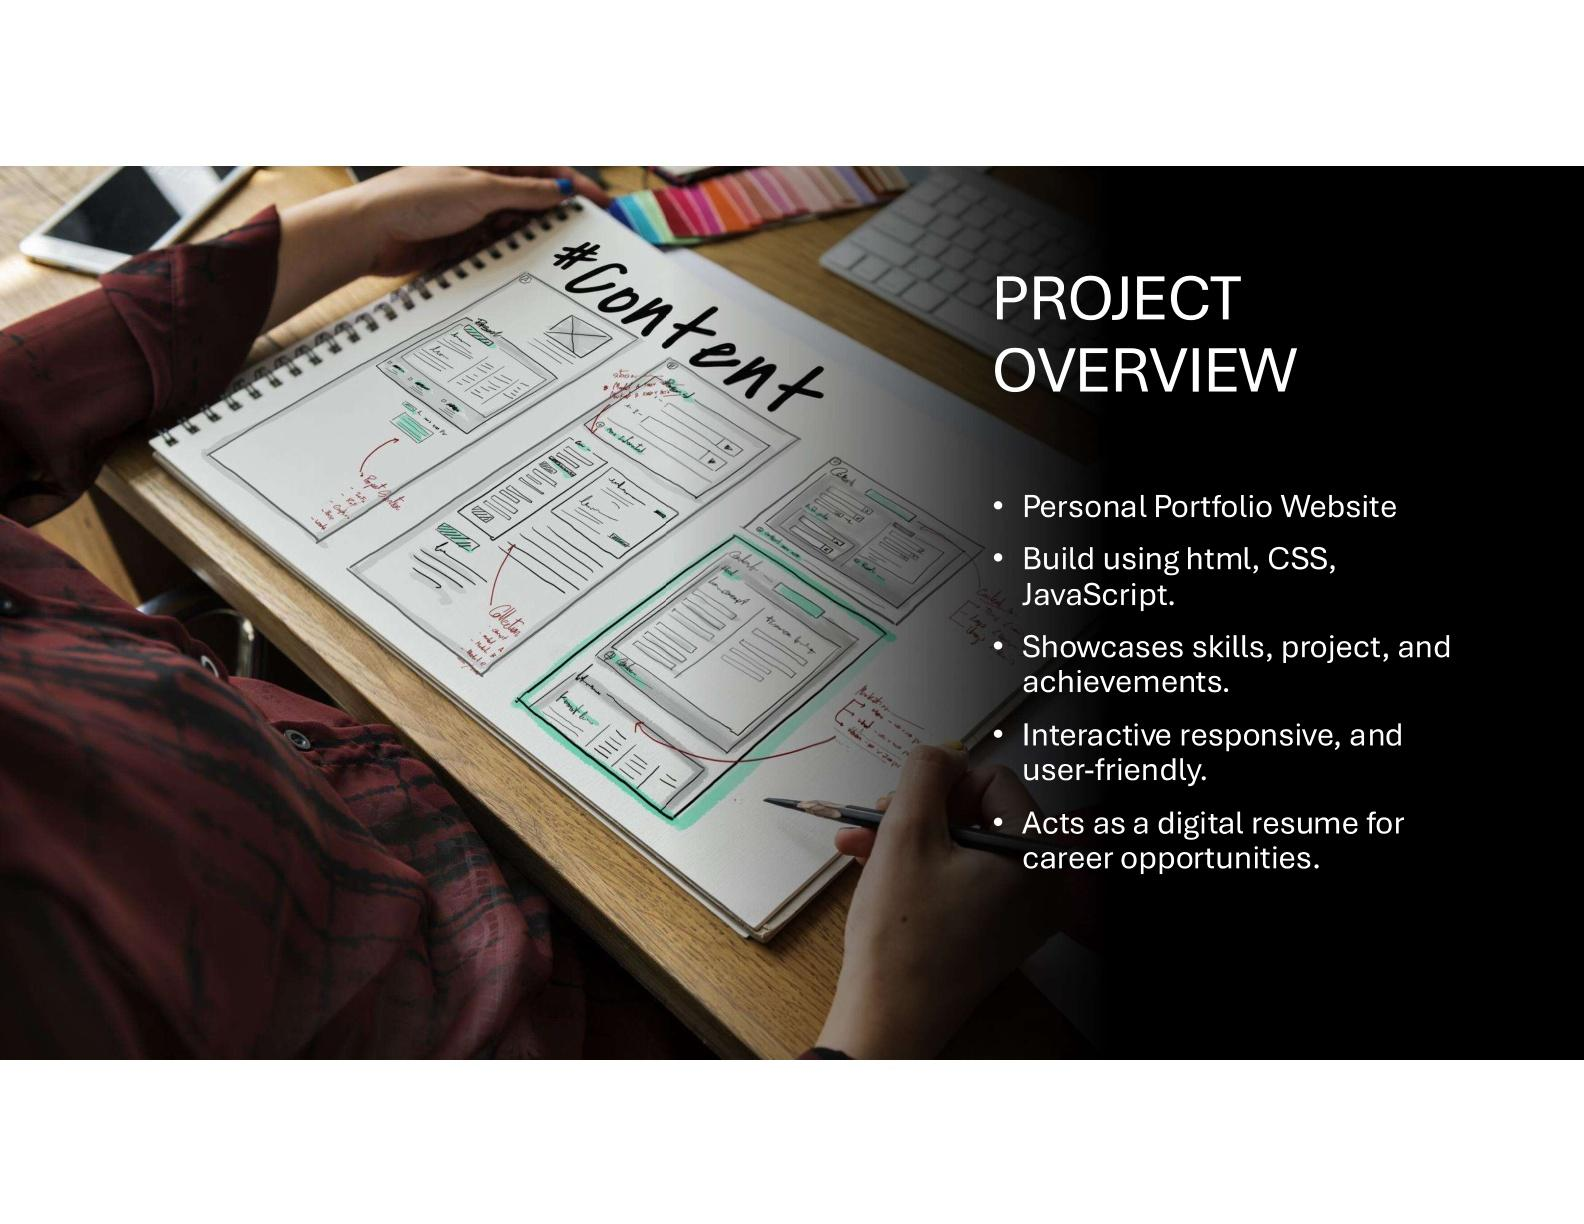 #Content
PROJECT
OVERVIEW
• Personal Portfolio Website
• Build using html, CSS,
JavaScript.
• Showcases skills, project, and
achievements.
• Interactive responsive, and
user-friendly.
• Acts as a digital resume for
career opportunities.
Collection